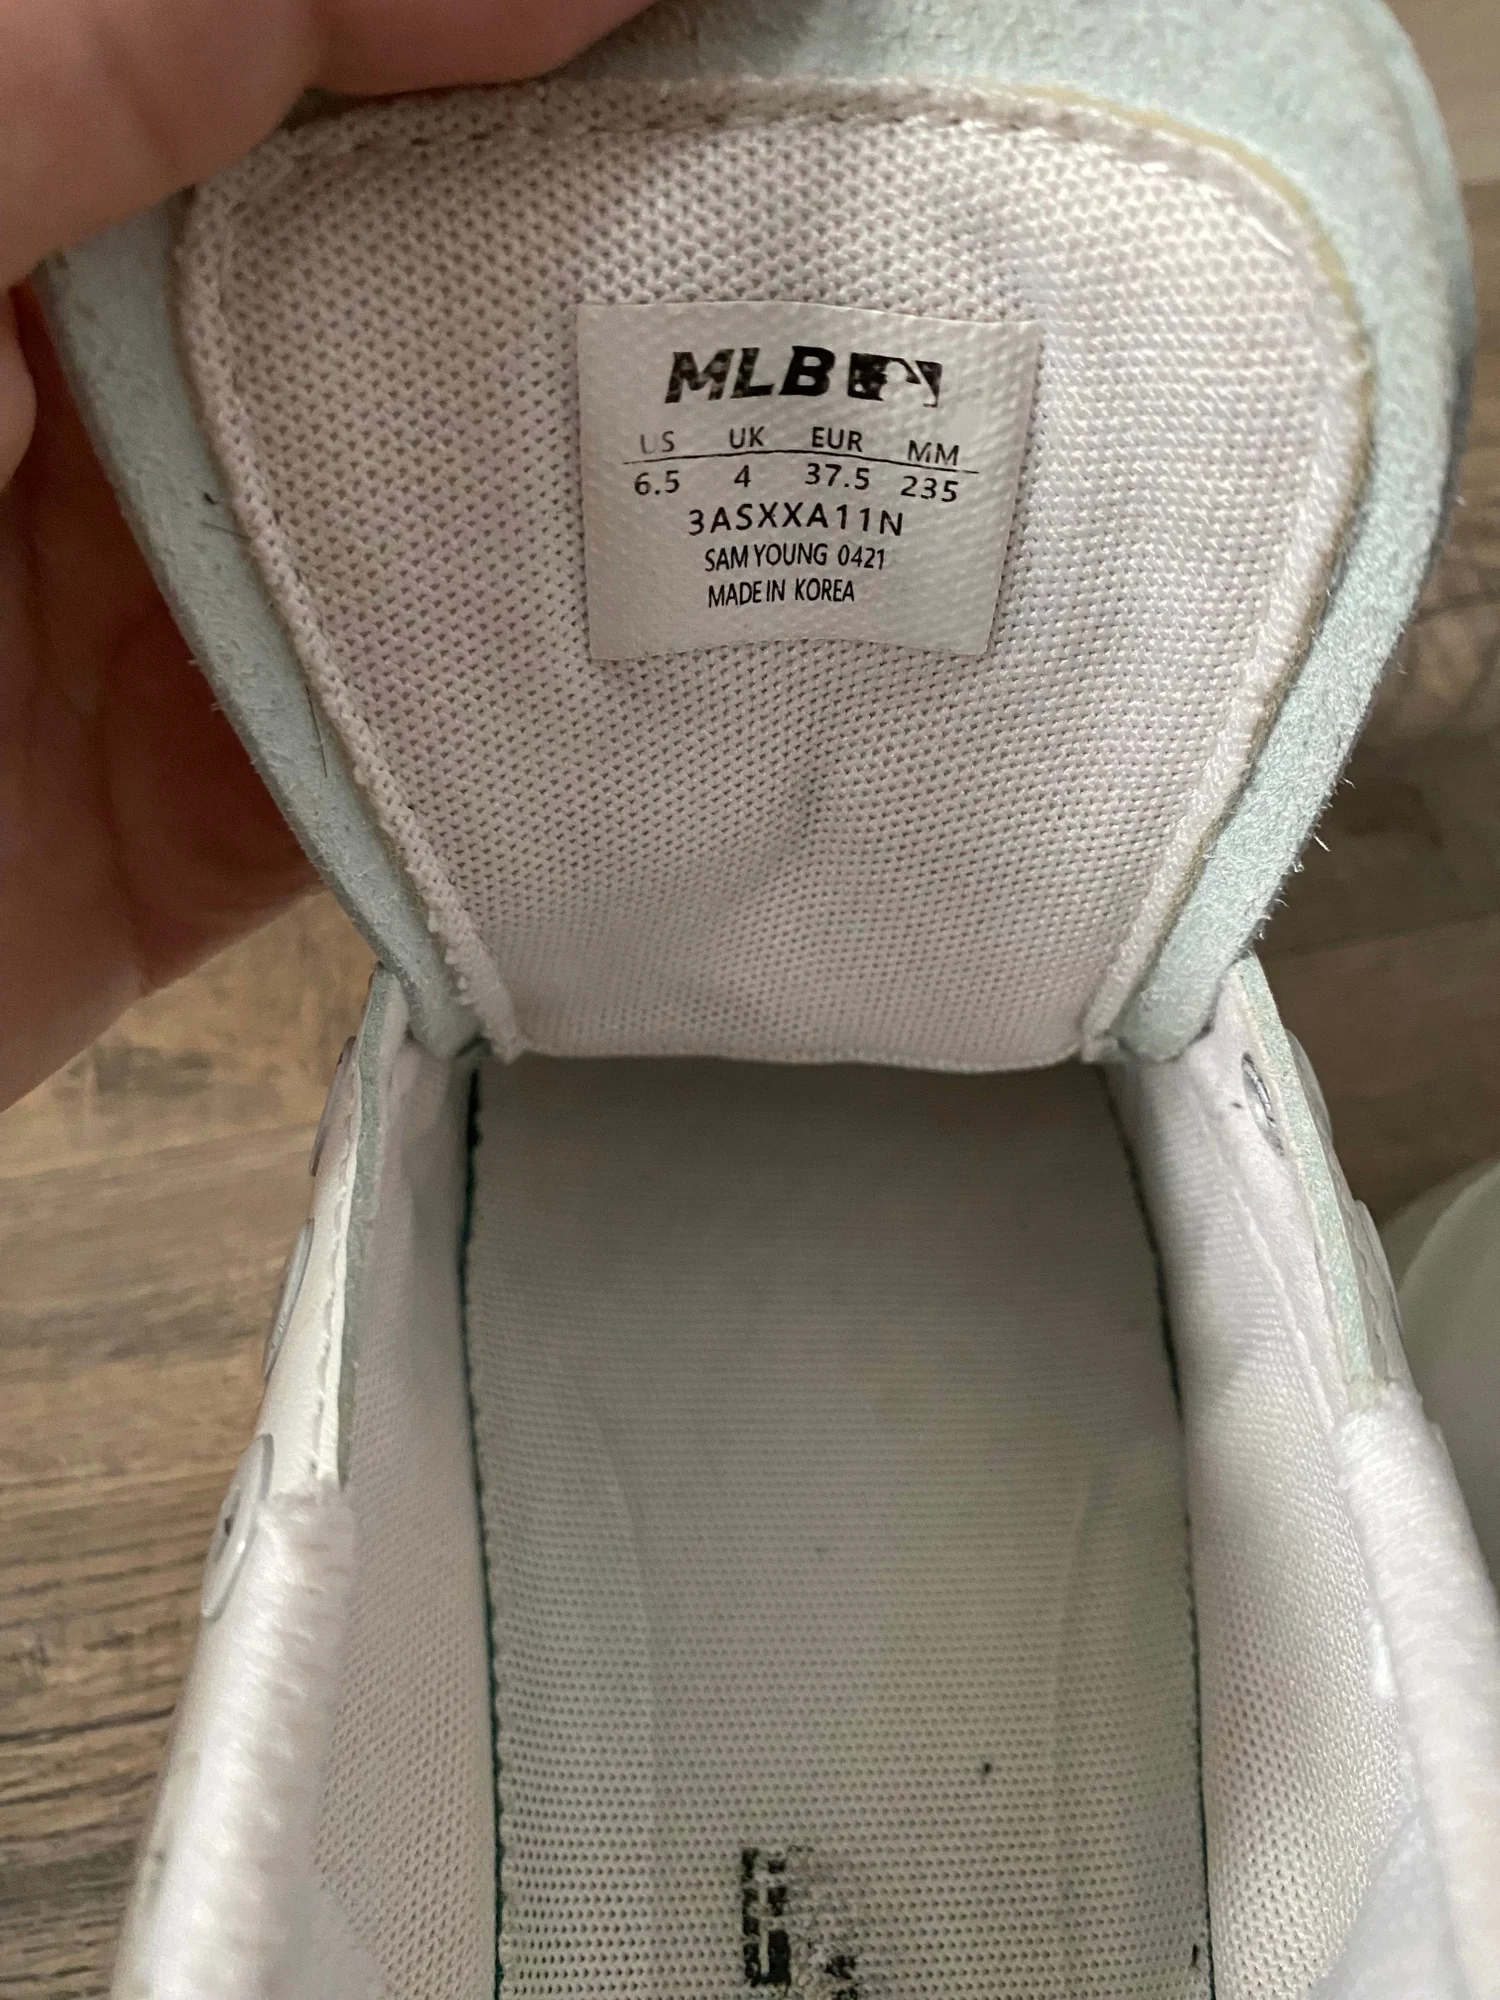 MLB
US UK EUR MM
6.5 4 37.5 235
3ASXXA11N
SAM YOUNG 0421
MADE IN KOREA